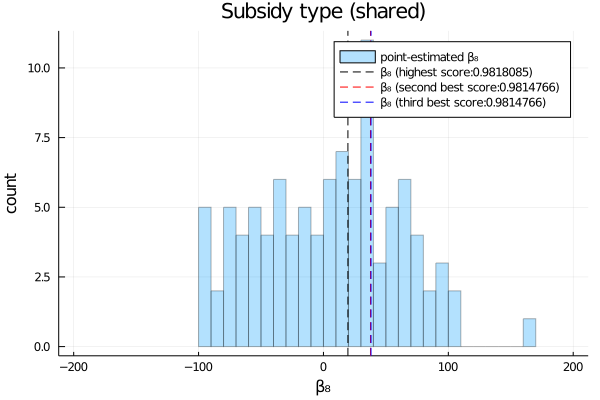 Subsidy type (shared)
point-estimated β₈
β₈ (highest score:0.9818085)
β₈ (second best score:0.9814766)
β₈ (third best score:0.9814766)
count
10.0
7.5
5.0
2.5
0.0
−200
−100
0
100
200
β₈